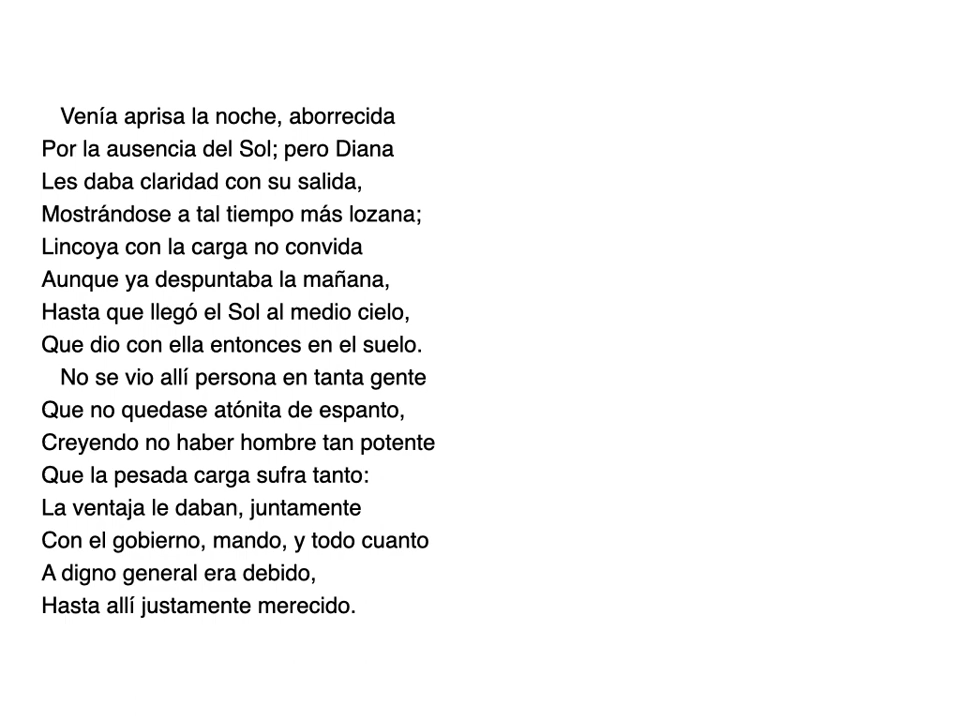 Venía aprisa la noche, aborrecida
Por la ausencia del Sol; pero Diana
Les daba claridad con su salida,
Mostrándose a tal tiempo más lozana;
Lincoya con la carga no convida
Aunque ya despuntaba la mañana,
Hasta que llegó el Sol al medio cielo,
Que dio con ella entonces en el suelo.
No se vio allí persona en tanta gente
Que no quedase atónita de espanto,
Creyendo no haber hombre tan potente
Que la pesada carga sufra tanto:
La ventaja le daban, juntamente
Con el gobierno, mando, y todo cuanto
A digno general era debido,
Hasta allí justamente merecido.